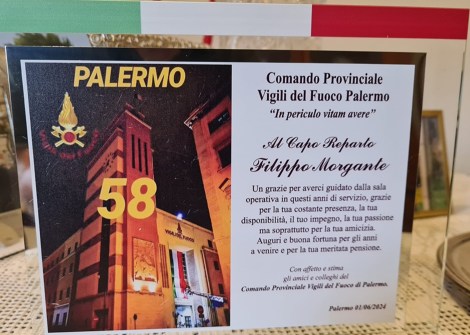 PALERMO
58
VIGILI DEL FUOCO
Comando Provinciale
Vigili del Fuoco Palermo
“In periculo vitam avere”
Al Capo Reparto
Filippo Morgante
Un grazie per averci guidato dalla sala
operativa in questi anni di servizio, grazie
per la tua costante presenza, la tua
disponibilità, il tuo impegno, la tua passione
ma soprattutto per la tua amicizia.
Auguri e buona fortuna per gli anni
a venire e per la tua meritata pensione.
Con affetto e stima
gli amici e colleghi del
Comando Provinciale Vigili del Fuoco di Palermo.
Palermo 01/06/2024